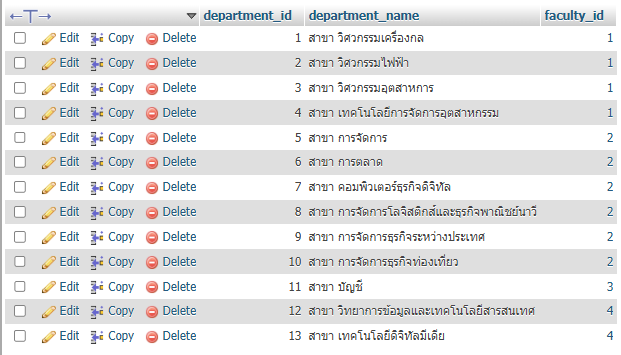 ←T→ department_id department_name faculty_id
Edit Copy Delete 1 สาขา วิศวกรรมเครื่องกล 1
Edit Copy Delete 2 สาขา วิศวกรรมไฟฟ้า 1
Edit Copy Delete 3 สาขา วิศวกรรมอุตสาหการ 1
Edit Copy Delete 4 สาขา เทคโนโลยีการจัดการอุตสาหกรรม 1
Edit Copy Delete 5 สาขา การจัดการ 2
Edit Copy Delete 6 สาขา การตลาด 2
Edit Copy Delete 7 สาขา คอมพิวเตอร์ธุรกิจดิจิทัล 2
Edit Copy Delete 8 สาขา การจัดการโลจิสติกส์และธุรกิจพาณิชย์นาวี 2
Edit Copy Delete 9 สาขา การจัดการธุรกิจระหว่างประเทศ 2
Edit Copy Delete 10 สาขา การจัดการธุรกิจท่องเที่ยว 2
Edit Copy Delete 11 สาขา บัญชี 3
Edit Copy Delete 12 สาขา วิทยาการข้อมูลและเทคโนโลยีสารสนเทศ 4
Edit Copy Delete 13 สาขา เทคโนโลยีดิจิทัลมีเดีย 4